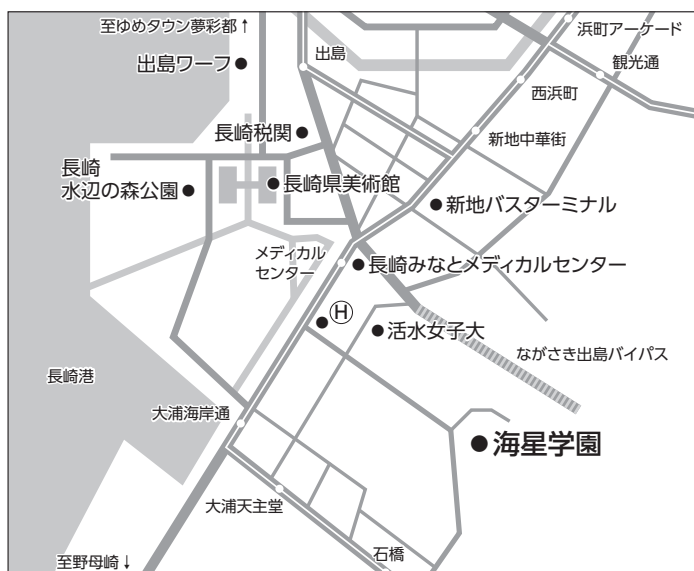 至ゆめタウン夢彩都↑
出島ワーフ
出島
浜町アーケード
観光通
西浜町
長崎税関
新地中華街
長崎
水辺の森公園
長崎県美術館
新地バスターミナル
メディカル
センター
長崎みなとメディカルセンター
Ⓗ
活水女子大
ながさき出島バイパス
長崎港
大浦海岸通
海星学園
大浦天主堂
石橋
至野母崎↓